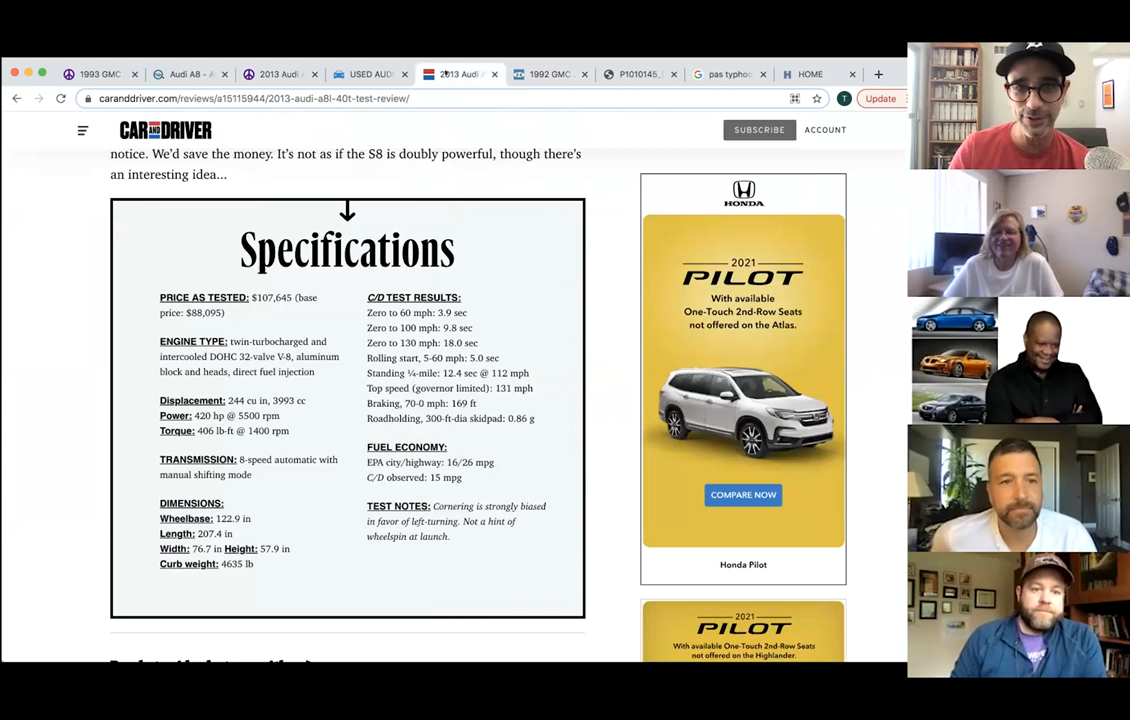 1993 GMC
Audi A8 -
2013 Audi
USED AUDI
2013 Audi
1992 GMC
P1010145_
pas typhoo
HOME
caranddriver.com/reviews/a15115944/2013-audi-a8l-40t-test-review/
T
Update
CAR AND DRIVER
SUBSCRIBE
ACCOUNT
notice. We'd save the money. It's not as if the S8 is doubly powerful, though there's
an interesting idea...
Specifications
PRICE AS TESTED: $107,645 (base
price: $88,095)
ENGINE TYPE: twin-turbocharged and
intercooled DOHC 32-valve V-8, aluminum
block and heads, direct fuel injection
Displacement: 244 cu in, 3993 cc
Power: 420 hp @ 5500 rpm
Torque: 406 lb-ft @ 1400 rpm
TRANSMISSION: 8-speed automatic with
manual shifting mode
DIMENSIONS:
Wheelbase: 122.9 in
Length: 207.4 in
Width: 76.7 in Height: 57.9 in
Curb weight: 4635 lb
C/D TEST RESULTS:
Zero to 60 mph: 3.9 sec
Zero to 100 mph: 9.8 sec
Zero to 130 mph: 18.0 sec
Rolling start, 5-60 mph: 5.0 sec
Standing ¼-mile: 12.4 sec @ 112 mph
Top speed (governor limited): 131 mph
Braking, 70-0 mph: 169 ft
Roadholding, 300-ft-dia skidpad: 0.86 g
FUEL ECONOMY:
EPA city/highway: 16/26 mpg
C/D observed: 15 mpg
TEST NOTES: Cornering is strongly biased
in favor of left-turning. Not a hint of
wheelspin at launch.
HONDA
2021
PILOT
With available
One-Touch 2nd-Row Seats
not offered on the Atlas.
COMPARE NOW
Honda Pilot
2021
PILOT
With available One-Touch 2nd-Row Seats
not offered on the Highlander.